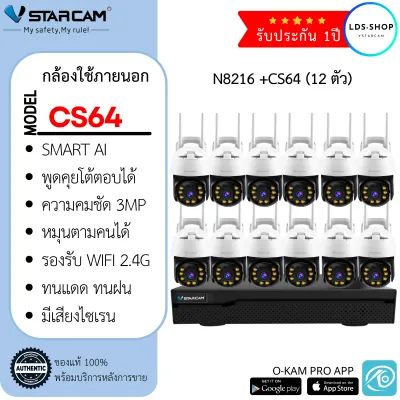 VSTARCAM
My safety,My rule!
รับประกัน 1ปี
LDS-SHOP
VSTARCAM
กล้องใช้ภายนอก
MODEL
CS64
N8216 +CS64 (12 ตัว)
SMART AI
พูดคุยโต้ตอบได้
ความคมชัด 3MP
หมุนตามคนได้
รองรับ WIFI 2.4G
ทนแดด ทนฝน
มีเสียงไซเรน
VSTARCAM
AUTHENTIC
ของแท้ 100%
พร้อมบริการหลังการขาย
O-KAM PRO APP
GET IT ON
Google play
Download on the
App Store